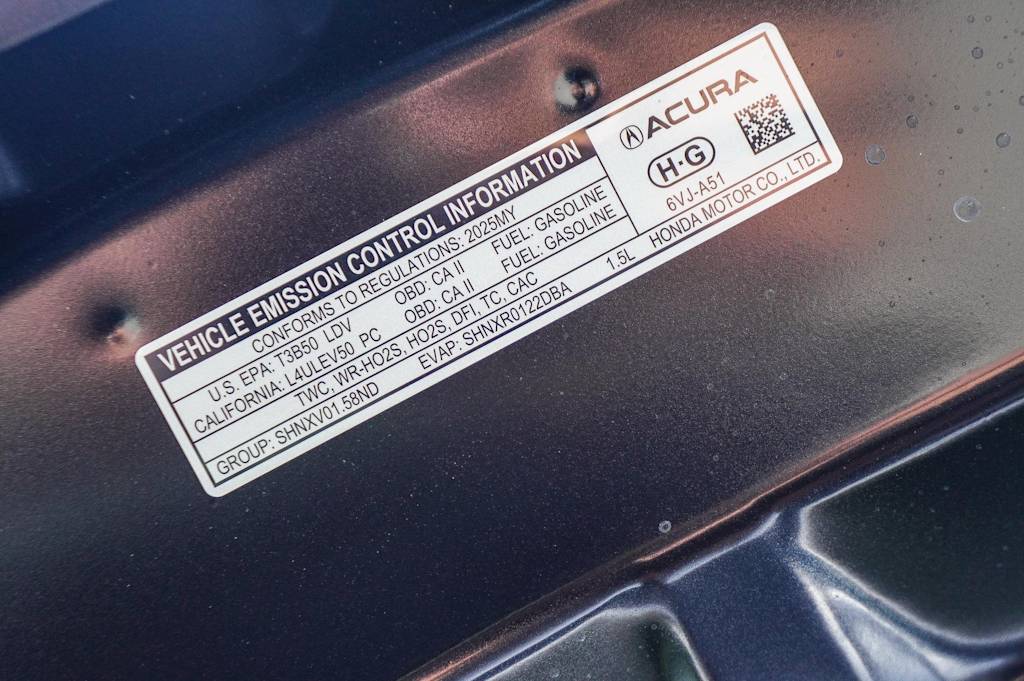 VEHICLE EMISSION CONTROL INFORMATION
CONFORMS TO REGULATIONS: 2025MY
U.S. EPA: T3B50 LDV OBD: CA II FUEL: GASOLINE
CALIFORNIA: L4ULEV50 PC OBD: CA II FUEL: GASOLINE
TWC, WR-HO2S, HO2S, DFI, TC, CAC
GROUP: SHNXV01.58ND EVAP: SHNXR0122DBA 1.5L
ACURA
H-G
6VJ-A51
HONDA MOTOR CO., LTD.